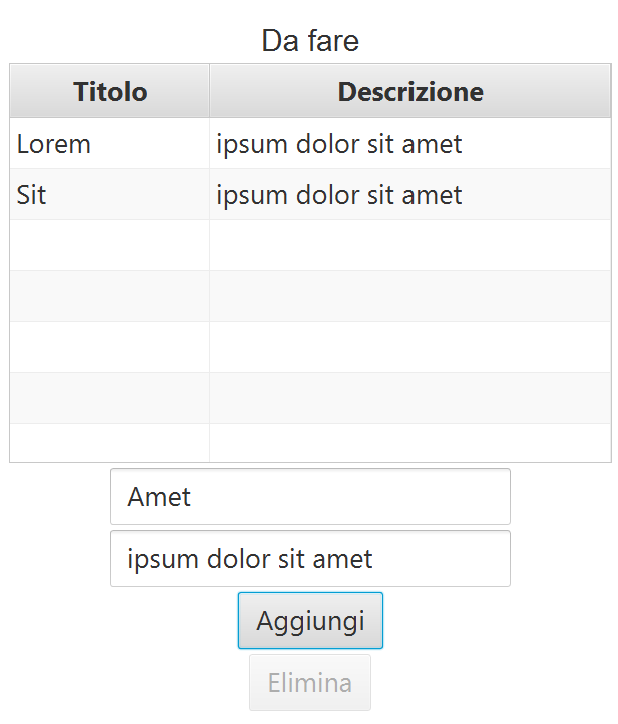 Da fare
Titolo Descrizione
Lorem ipsum dolor sit amet
Sit ipsum dolor sit amet
Amet
ipsum dolor sit amet
Aggiungi
Elimina